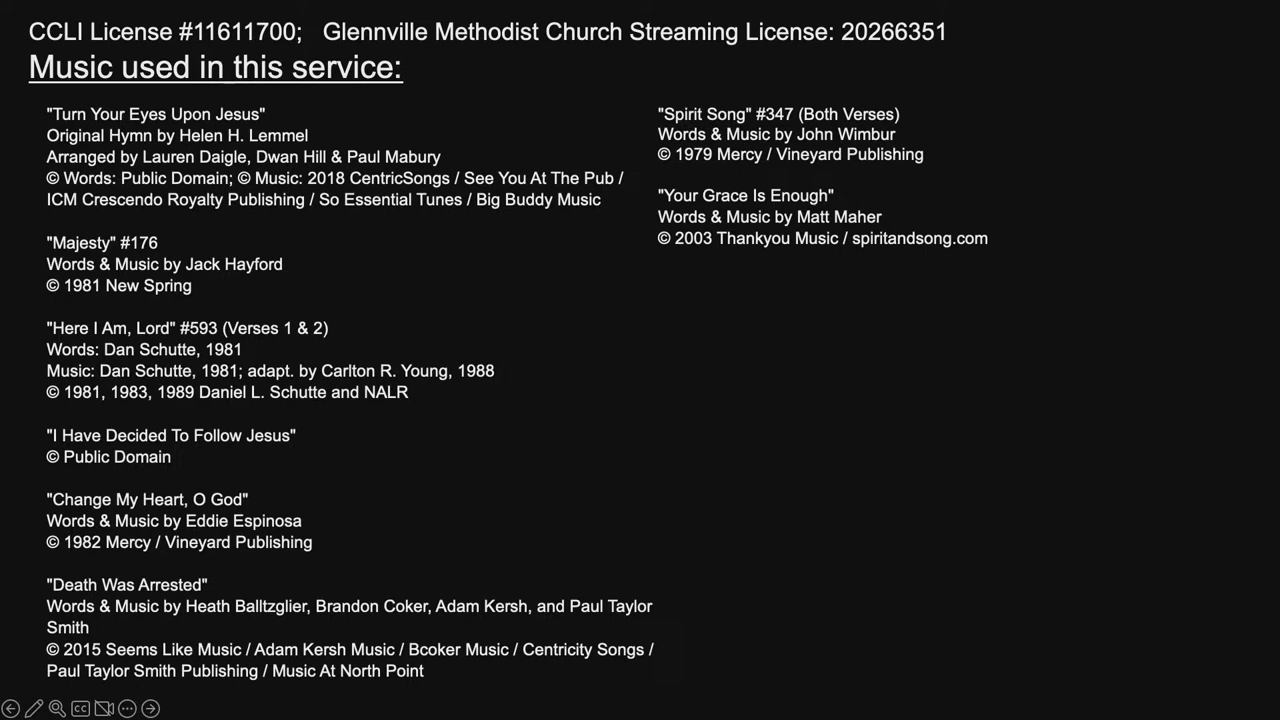 CCLI License #11611700;   Glennville Methodist Church Streaming License: 20266351
Music used in this service:
"Turn Your Eyes Upon Jesus"
Original Hymn by Helen H. Lemmel
Arranged by Lauren Daigle, Dwan Hill & Paul Mabury
© Words: Public Domain; © Music: 2018 CentricSongs / See You At The Pub /
ICM Crescendo Royalty Publishing / So Essential Tunes / Big Buddy Music
"Majesty" #176
Words & Music by Jack Hayford
© 1981 New Spring
"Here I Am, Lord" #593 (Verses 1 & 2)
Words: Dan Schutte, 1981
Music: Dan Schutte, 1981; adapt. by Carlton R. Young, 1988
© 1981, 1983, 1989 Daniel L. Schutte and NALR
"I Have Decided To Follow Jesus"
© Public Domain
"Change My Heart, O God"
Words & Music by Eddie Espinosa
© 1982 Mercy / Vineyard Publishing
"Death Was Arrested"
Words & Music by Heath Balltzglier, Brandon Coker, Adam Kersh, and Paul Taylor
Smith
© 2015 Seems Like Music / Adam Kersh Music / Bcoker Music / Centricity Songs /
Paul Taylor Smith Publishing / Music At North Point
"Spirit Song" #347 (Both Verses)
Words & Music by John Wimbur
© 1979 Mercy / Vineyard Publishing
"Your Grace Is Enough"
Words & Music by Matt Maher
© 2003 Thankyou Music / spiritandsong.com
CC